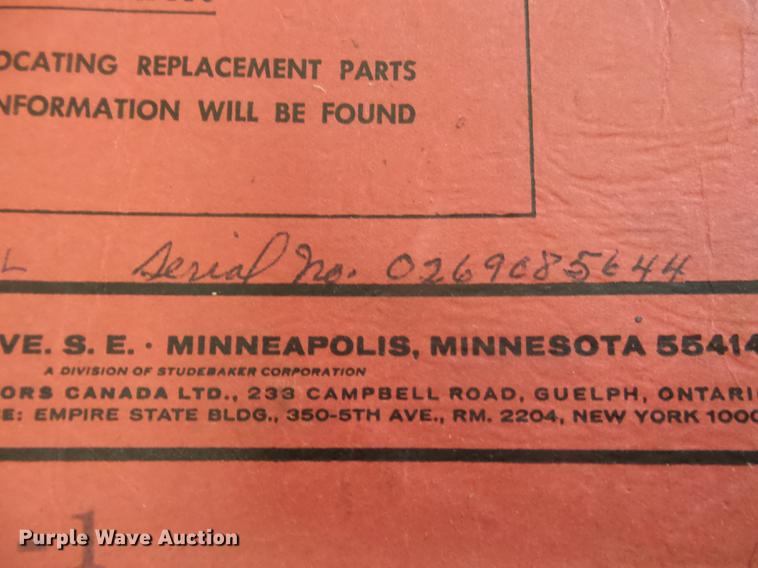 OCATING REPLACEMENT PARTS
NFORMATION WILL BE FOUND
L Serial No. 0269C85644
VE. S. E. • MINNEAPOLIS, MINNESOTA 55414
A DIVISION OF STUDEBAKER CORPORATION
ORS CANADA LTD., 233 CAMPBELL ROAD, GUELPH, ONTARI
E: EMPIRE STATE BLDG., 350-5TH AVE., RM. 2204, NEW YORK 1000
-1
Purple Wave Auction